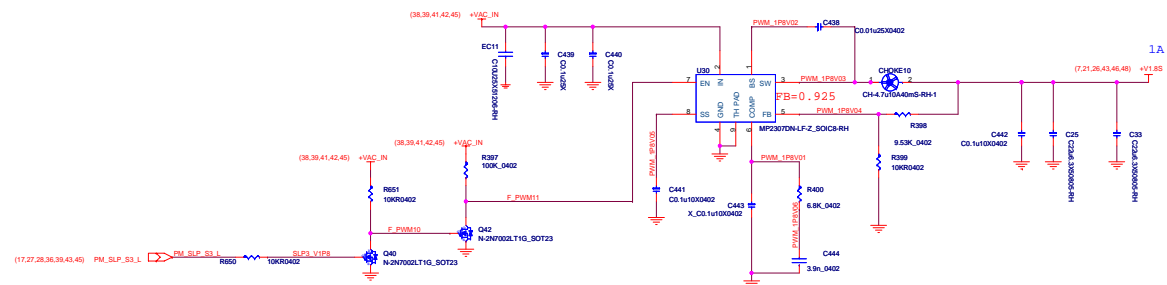 (38,39,41,42,45) +VAC_IN
EC11
C10U25X51206-RH
C439
C0.1u25X
C440
C0.1u25X
PWM_1P8V02
C438
C0.01u25X0402
U30
7 EN
8 SS
2 IN
1 BS
SW 3
FB 5
GND 4
TH PAD 9
COMP 6
FB=0.925
MP2307DN-LF-Z_SOIC8-RH
PWM_1P8V03
CHOKE10
1 2
CH-4.7u10A40mS-RH-1
1A
(7,21,26,43,46,48) +V1.8S
PWM_1P8V04
R398
9.53K_0402
R399
10KR0402
C442
C0.1u10X0402
C25
C22u6.3X50805-RH
C33
C22u6.3X50805-RH
(38,39,41,42,45) +VAC_IN
R397
100K_0402
(38,39,41,42,45) +VAC_IN
R651
10KR0402
F_PWM11
F_PWM10
Q42
N-2N7002LT1G_SOT23
PWM_1P8V05
C441
C0.1u10X0402
PWM_1P8V01
C443
X_C0.1u10X0402
R400
6.8K_0402
PWM_1P8V06
C444
3.9n_0402
(17,27,28,36,39,43,45) PM_SLP_S3_L
PM_SLP_S3_L
R650
10KR0402
SLP3_V1P8
Q40
N-2N7002LT1G_SOT23